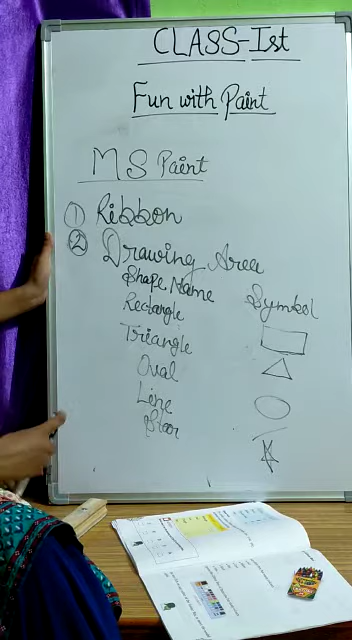 CLASS-Ist
Fun with Paint
MS Paint
① Ribbon
② Drawing Area
Shape Name Symbol
Rectangle
Triangle
Oval
Line
Star